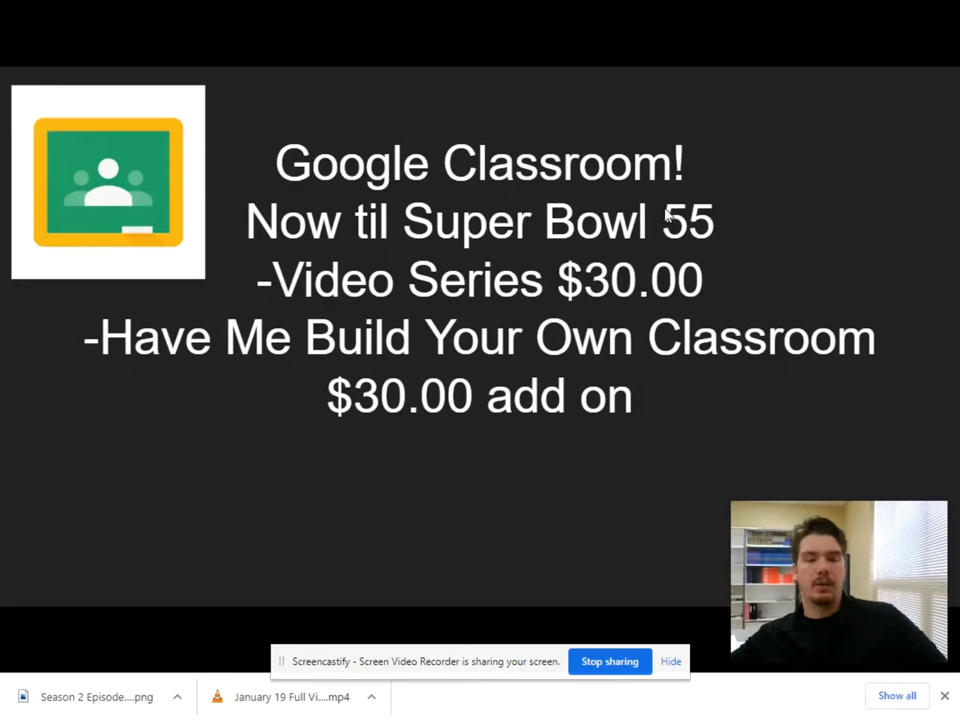 Google Classroom!
Now til Super Bowl 55
-Video Series $30.00
-Have Me Build Your Own Classroom
$30.00 add on
Screencastify - Screen Video Recorder is sharing your screen.
Stop sharing
Hide
Season 2 Episode....png
January 19 Full Vi....mp4
Show all